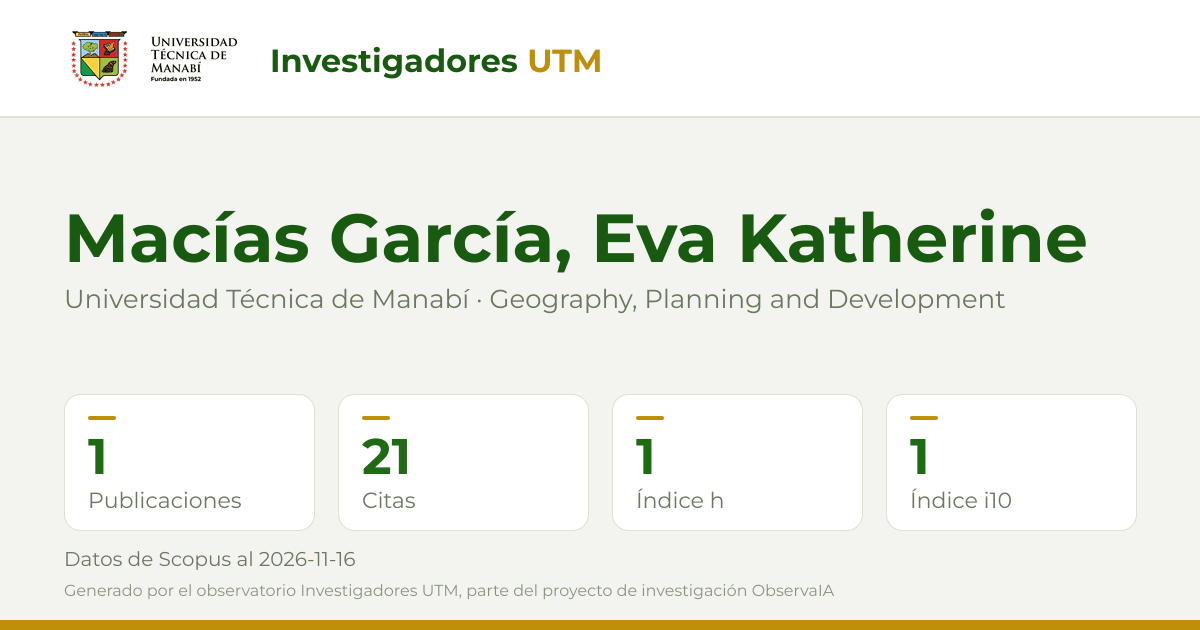 UNIVERSIDAD
TÉCNICA DE
MANABÍ
Fundada en 1952
Investigadores UTM
Macías García, Eva Katherine
Universidad Técnica de Manabí · Geography, Planning and Development
1
Publicaciones
21
Citas
1
Índice h
1
Índice i10
Datos de Scopus al 2026-11-16
Generado por el observatorio Investigadores UTM, parte del proyecto de investigación ObservaIA